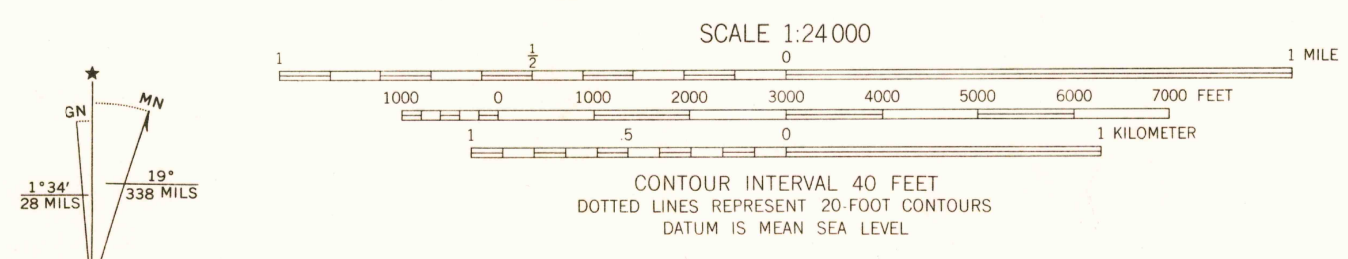 SCALE 1:24000
1 1/2 0 1 MILE
1000 0 1000 2000 3000 4000 5000 6000 7000 FEET
1 .5 0 1 KILOMETER
CONTOUR INTERVAL 40 FEET
DOTTED LINES REPRESENT 20-FOOT CONTOURS
DATUM IS MEAN SEA LEVEL
★
GN MN
1°34'
28 MILS
19°
338 MILS